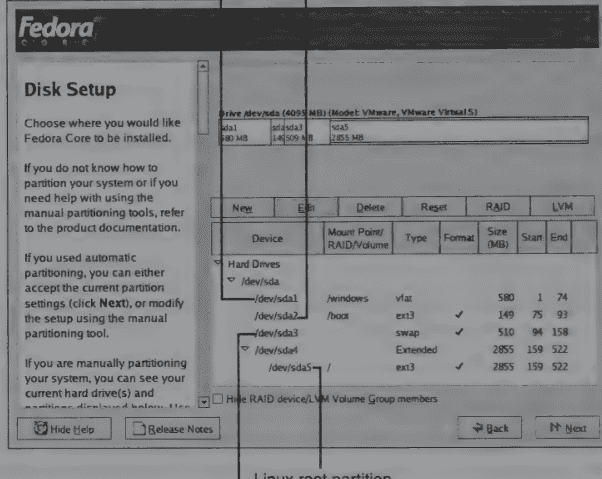 Fedora
CORE
Disk Setup
Choose where you would like
Fedora Core to be installed.
If you do not know how to
partition your system or if you
need help with using the
manual partitioning tools, refer
to the product documentation.
If you used automatic
partitioning, you can either
accept the current partition
settings (click Next), or modify
the setup using the manual
partitioning tool.
If you are manually partitioning
your system, you can see your
current hard drive(s) and
partitions displayed below. Use
Drive /dev/sda (4095 MB) (Model: VMware, VMware Virtual S)
sda1 sda sda3 sda5
580 MB 149 509 MB 2855 MB
New Edit Delete Reset RAID LVM
Device Mount Point/ RAID/Volume Type Format Size (MB) Start End
Hard Drives
/dev/sda
/dev/sda1 /windows vfat 580 1 74
/dev/sda2 /boot ext3 ✓ 149 75 93
/dev/sda3 swap ✓ 510 94 158
/dev/sda4 Extended 2855 159 522
/dev/sda5 / ext3 ✓ 2855 159 522
Hide RAID device/LVM Volume Group members
Hide Help Release Notes Back Next
Linux root partition